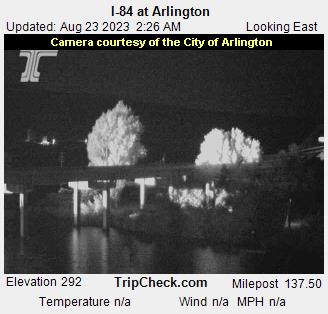 I-84 at Arlington
Updated: Aug 23 2023 2:26 AM Looking East
Camera courtesy of the City of Arlington
Elevation 292 TripCheck.com Milepost 137.50
Temperature n/a Wind n/a MPH n/a